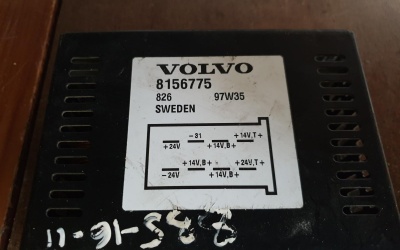 VOLVO
8156775
826 97W35
SWEDEN
-31 +14V,T+
+24V +14V,B+
+14V,B+ +24V,T+
-24V +14V,B+